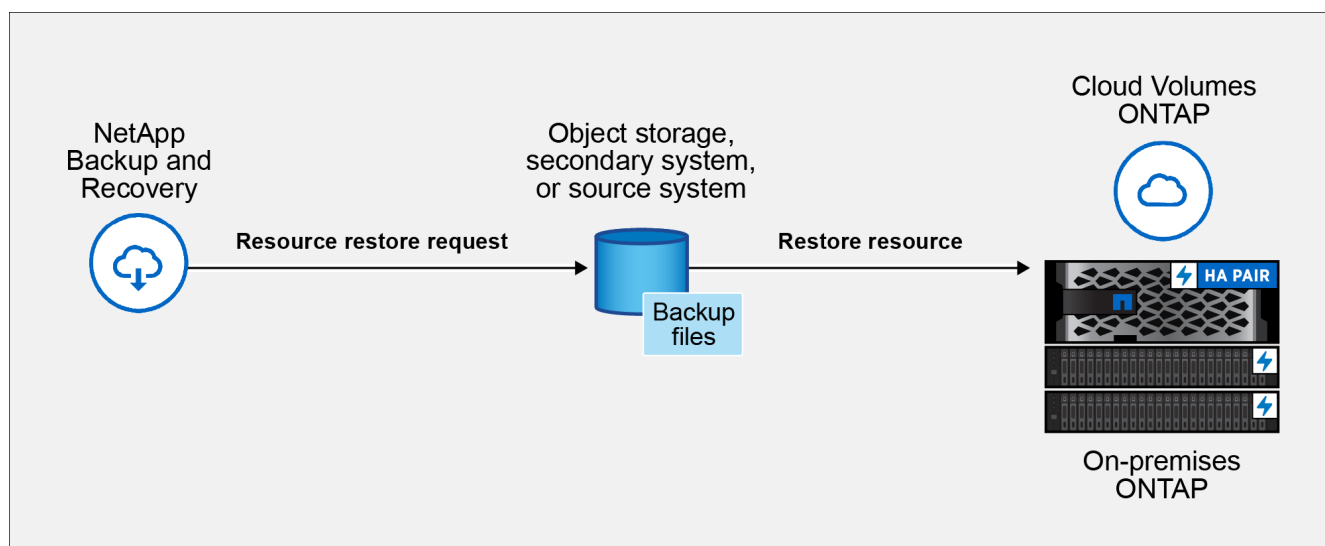 NetApp
Backup and
Recovery
Resource restore request
Object storage,
secondary system,
or source system
Backup
files
Restore resource
Cloud Volumes
ONTAP
HA PAIR
On-premises
ONTAP